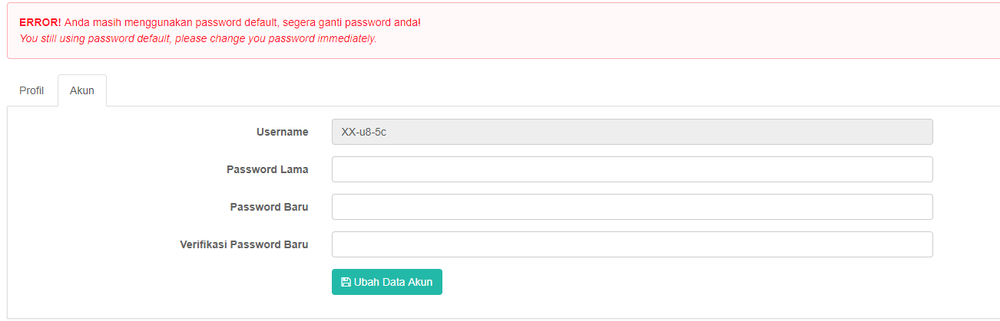 ERROR! Anda masih menggunakan password default, segera ganti password anda!
You still using password default, please change you password immediately.
Profil
Akun
Username
XX-u8-5c
Password Lama
Password Baru
Verifikasi Password Baru
Ubah Data Akun